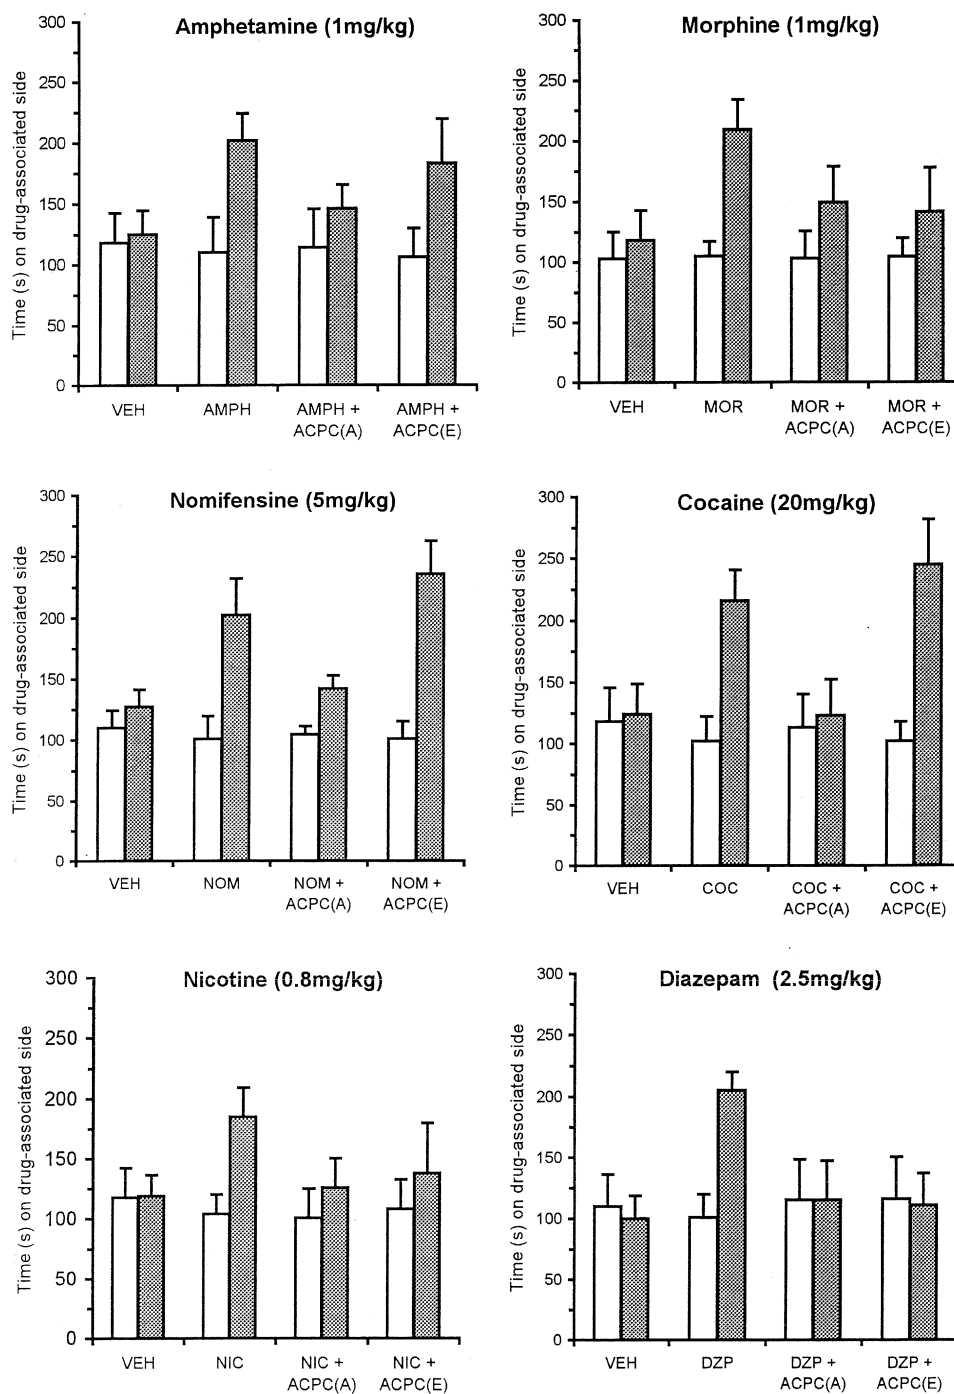 Amphetamine (1mg/kg)
Time (s) on drug-associated side
300
250
200
150
100
50
0
VEH
AMPH
AMPH +
ACPC(A)
AMPH +
ACPC(E)
Morphine (1mg/kg)
Time (s) on drug-associated side
300
250
200
150
100
50
0
VEH
MOR
MOR +
ACPC(A)
MOR +
ACPC(E)
Nomifensine (5mg/kg)
Time (s) on drug-associated side
300
250
200
150
100
50
0
VEH
NOM
NOM +
ACPC(A)
NOM +
ACPC(E)
Cocaine (20mg/kg)
Time (s) on drug-associated side
300
250
200
150
100
50
0
VEH
COC
COC +
ACPC(A)
COC +
ACPC(E)
Nicotine (0.8mg/kg)
Time (s) on drug-associated side
300
250
200
150
100
50
0
VEH
NIC
NIC +
ACPC(A)
NIC +
ACPC(E)
Diazepam (2.5mg/kg)
Time (s) on drug-associated side
300
250
200
150
100
50
0
VEH
DZP
DZP +
ACPC(A)
DZP +
ACPC(E)